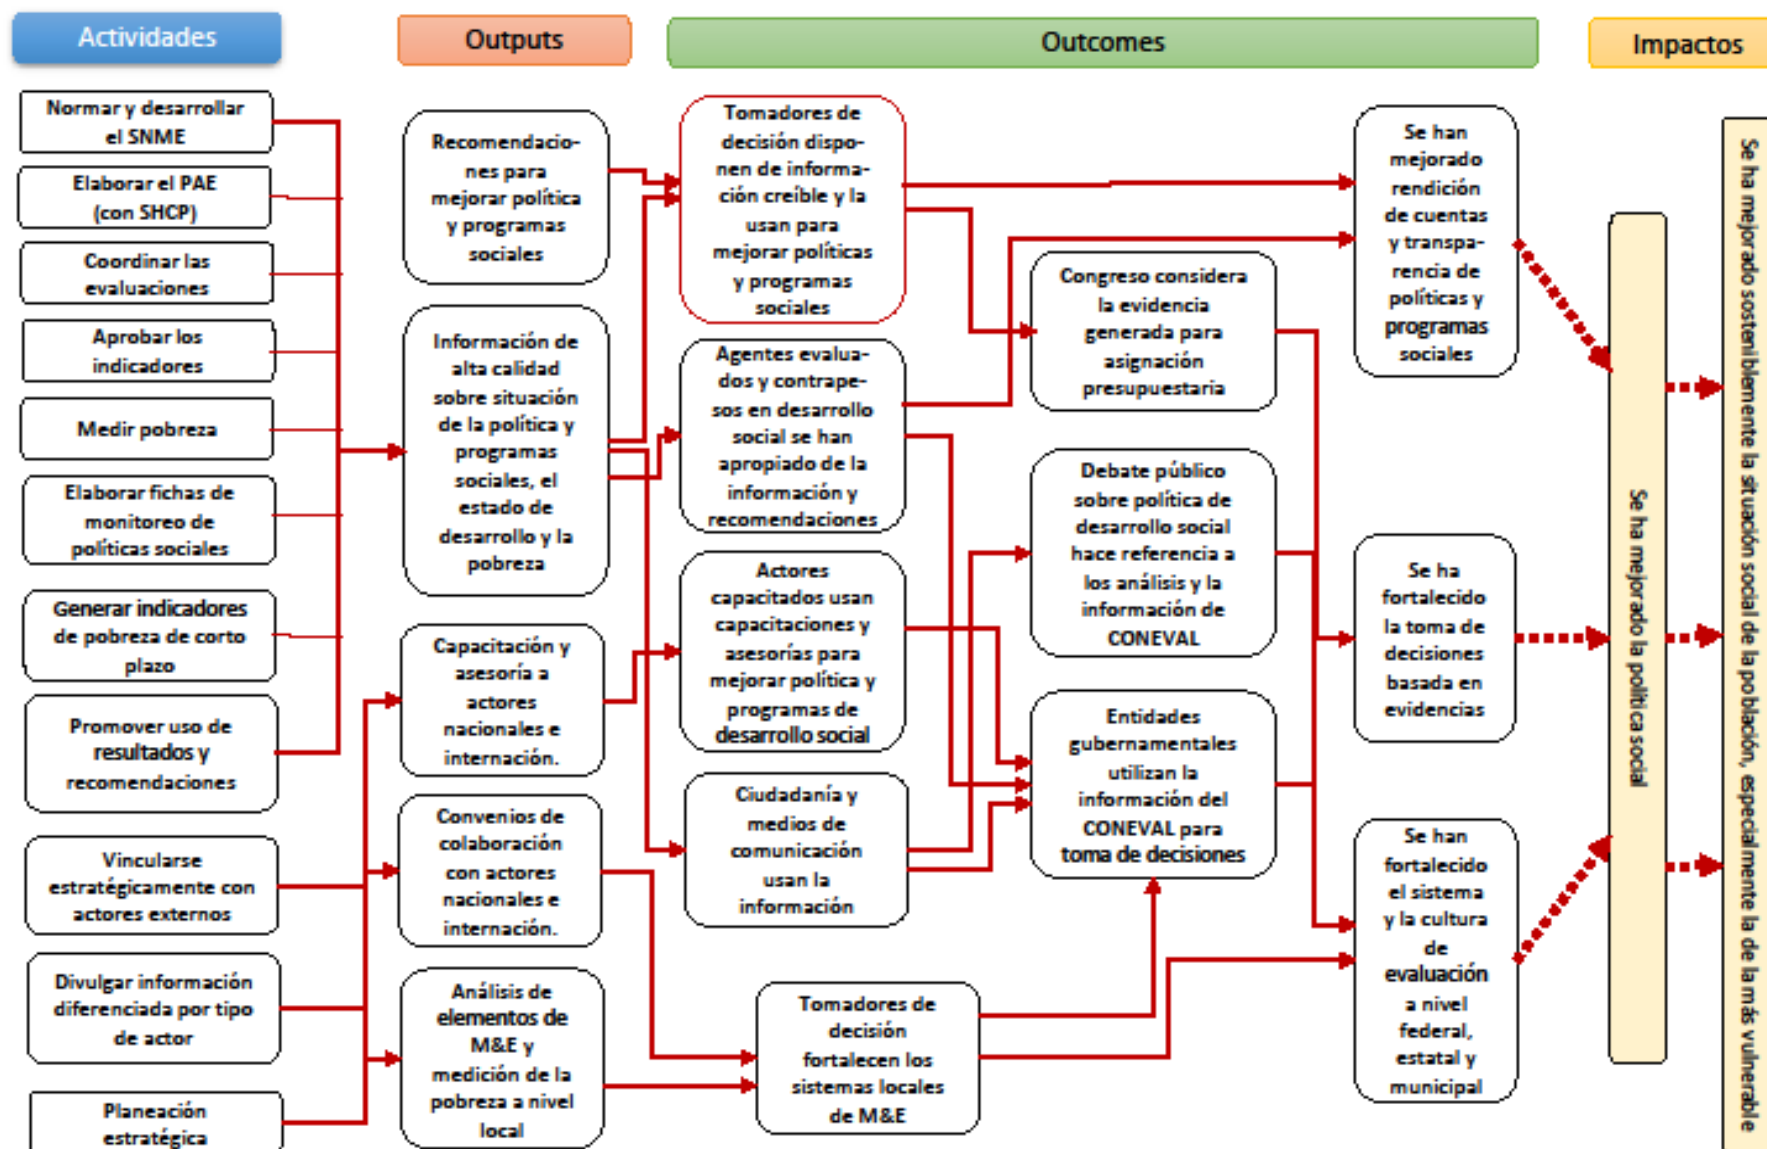 Actividades
Outputs
Outcomes
Impactos
Normar y desarrollar
el SNME
Elaborar el PAE
(con SHCP)
Coordinar las
evaluaciones
Aprobar los
indicadores
Medir pobreza
Elaborar fichas de
monitoreo de
políticas sociales
Generar indicadores
de pobreza de corto
plazo
Promover uso de
resultados y
recomendaciones
Vincularse
estratégicamente con
actores externos
Divulgar información
diferenciada por tipo
de actor
Planeación
estratégica
Recomendacio-
nes para
mejorar política
y programas
sociales
Información de
alta calidad
sobre situación
de la política y
programas
sociales, el
estado de
desarrollo y la
pobreza
Capacitación y
asesoría a
actores
nacionales e
internación.
Convenios de
colaboración
con actores
nacionales e
internación.
Análisis de
elementos de
M&E y
medición de la
pobreza a nivel
local
Tomadores de
decisión dispo-
nen de informa-
ción creíble y la
usan para
mejorar políticas
y programas
sociales
Agentes evalua-
dos y contrape-
sos en desarrollo
social se han
apropiado de la
información y
recomendaciones
Actores
capacitados usan
capacitaciones y
asesorías para
mejorar política y
programas de
desarrollo social
Ciudadanía y
medios de
comunicación
usan la
información
Tomadores de
decisión
fortalecen los
sistemas locales
de M&E
Congreso considera
la evidencia
generada para
asignación
presupuestaria
Debate público
sobre política de
desarrollo social
hace referencia a
los análisis y la
información de
CONEVAL
Entidades
gubernamentales
utilizan la
información del
CONEVAL para
toma de decisiones
Se han
mejorado
rendición
de cuentas
y transpa-
rencia de
políticas y
programas
sociales
Se ha
fortalecido
la toma de
decisiones
basada en
evidencias
Se han
fortalecido
el sistema
y la cultura
de
evaluación
a nivel
federal,
estatal y
municipal
Se ha mejorado la política social
Se ha mejorado sosteniblemente la situación social de la población, especialmente la de la más vulnerable